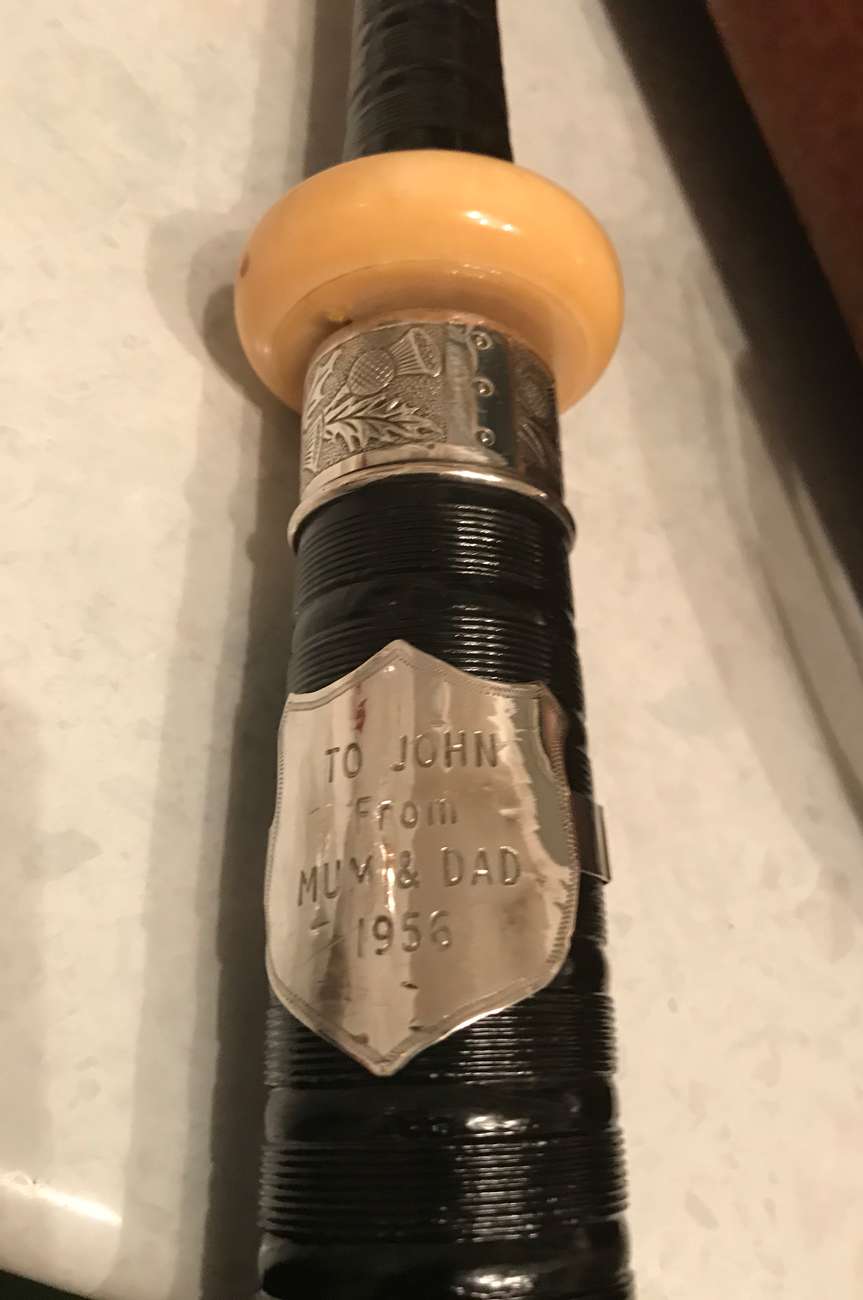 TO JOHN
From
MUM & DAD
1956